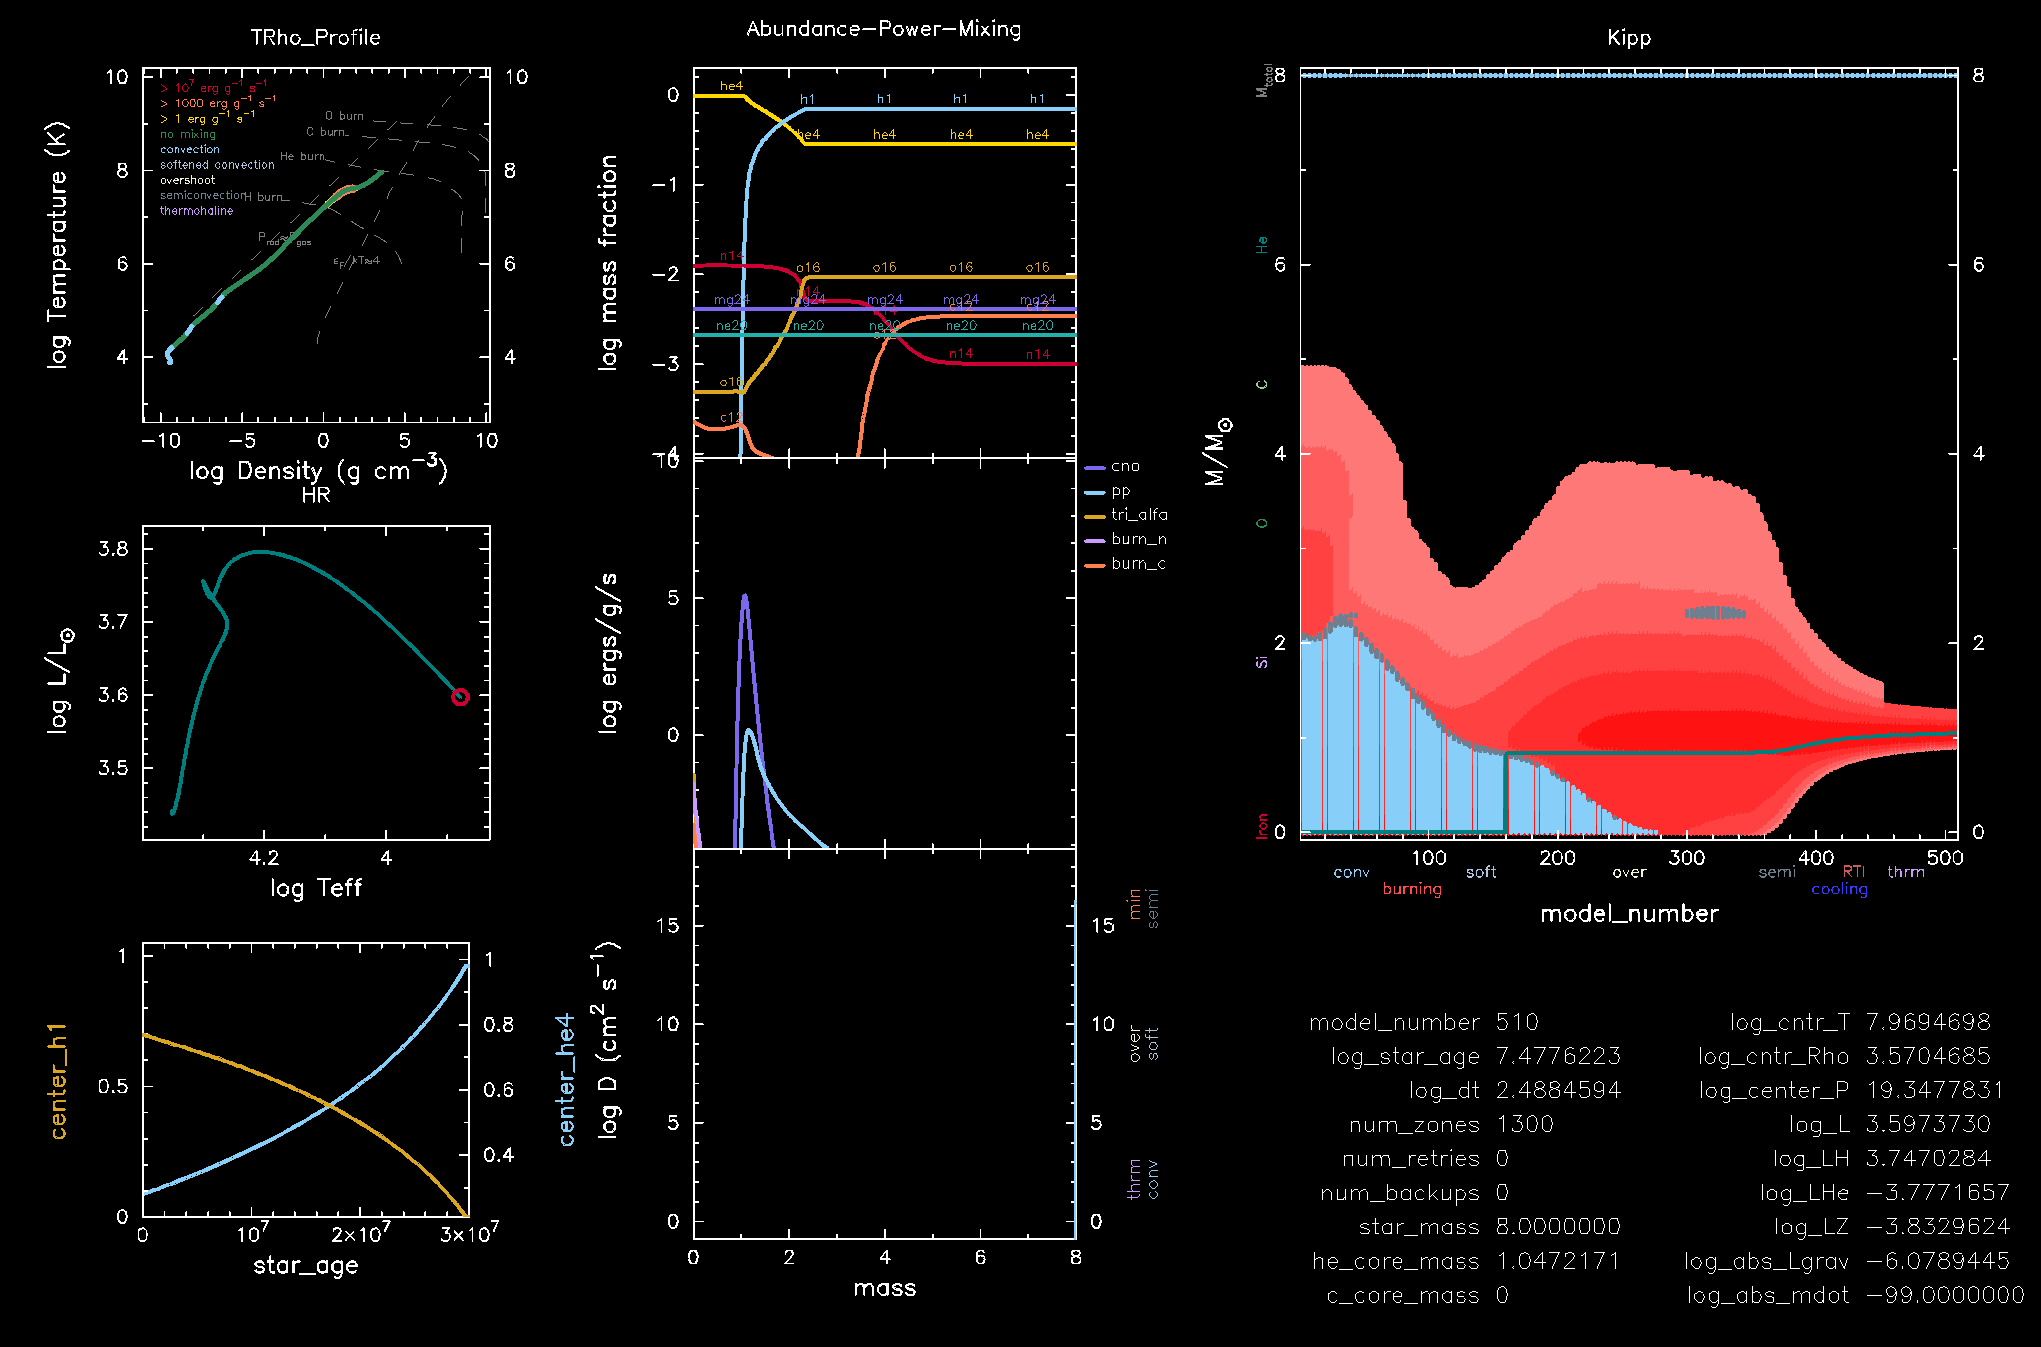 TRho_Profile
10
8
6
4
10
8
6
4
> 10⁷ erg g⁻¹ s⁻¹
> 1000 erg g⁻¹ s⁻¹
> 1 erg g⁻¹ s⁻¹
no mixing
convection
softened convection
overshoot
semiconvection
thermohaline
O burn
C burn
He burn
H burn
log Temperature (K)
−10 −5 0 5 10
log Density (g cm⁻³)
HR
3.8
3.7
3.6
3.5
log L/L☉
4.2 4
log Teff
1
0.5
0
1
0.8
0.6
0.4
center_h1
center_he4
0 10⁷ 2×10⁷ 3×10⁷
star_age
Abundance−Power−Mixing
0
−1
−2
−3
−4
log mass fraction
he4
h1 h1 h1 h1
he4 he4 he4 he4
n14
o16 o16 o16 o16
n14
mg24 mg24 mg24 mg24 mg24
c12
ne20 ne20 ne20 ne20 ne20
n14 n14
o16
c12
10
5
0
log ergs/g/s
cno
pp
tri_alfa
burn_n
burn_c
15
10
5
0
15
10
5
0
log D (cm² s⁻¹)
min
semi
over
soft
thrm
conv
0 2 4 6 8
mass
Kipp
8
6
4
2
0
8
6
4
2
0
M_total
He
C
O
Si
Iron
M/M☉
100 200 300 400 500
conv soft over semi RTI thrm
burning cooling
model_number
model_number 510 log_cntr_T 7.9694698
log_star_age 7.4776223 log_cntr_Rho 3.5704685
log_dt 2.4884594 log_center_P 19.3477831
num_zones 1300 log_L 3.5973730
num_retries 0 log_LH 3.7470284
num_backups 0 log_LHe −3.7771657
star_mass 8.0000000 log_LZ −3.8329624
he_core_mass 1.0472171 log_abs_Lgrav −6.0789445
c_core_mass 0 log_abs_mdot −99.0000000